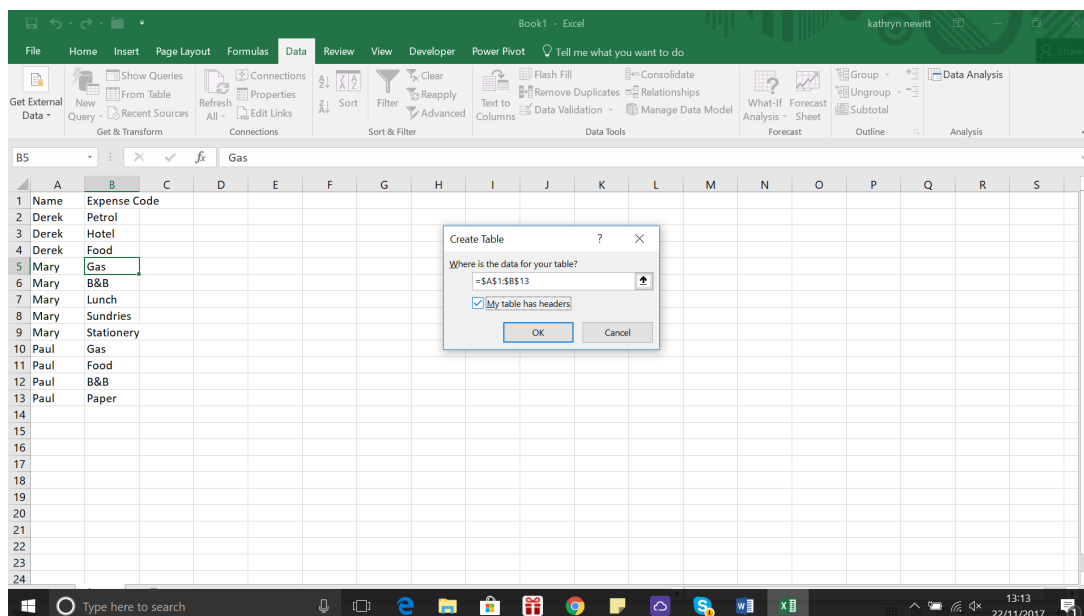 Book1 - Excel
kathryn newitt
File Home Insert Page Layout Formulas Data Review View Developer Power Pivot Tell me what you want to do Share
Get External Data
New Query
Show Queries
From Table
Recent Sources
Get & Transform
Refresh All
Connections
Properties
Edit Links
Connections
Sort
Filter
Clear
Reapply
Advanced
Sort & Filter
Text to Columns
Flash Fill
Remove Duplicates
Data Validation
Consolidate
Relationships
Manage Data Model
Data Tools
What-If Analysis
Forecast Sheet
Forecast
Group
Ungroup
Subtotal
Outline
Data Analysis
Analysis
B5 fx Gas
A B C D E F G H I J K L M N O P Q R S
1 Name Expense Code
2 Derek Petrol
3 Derek Hotel
4 Derek Food
5 Mary Gas
6 Mary B&B
7 Mary Lunch
8 Mary Sundries
9 Mary Stationery
10 Paul Gas
11 Paul Food
12 Paul B&B
13 Paul Paper
14
15
16
17
18
19
20
21
22
23
24
Create Table ?
Where is the data for your table?
=$A$1:$B$13
My table has headers
OK Cancel
Type here to search
13:13
22/11/2017